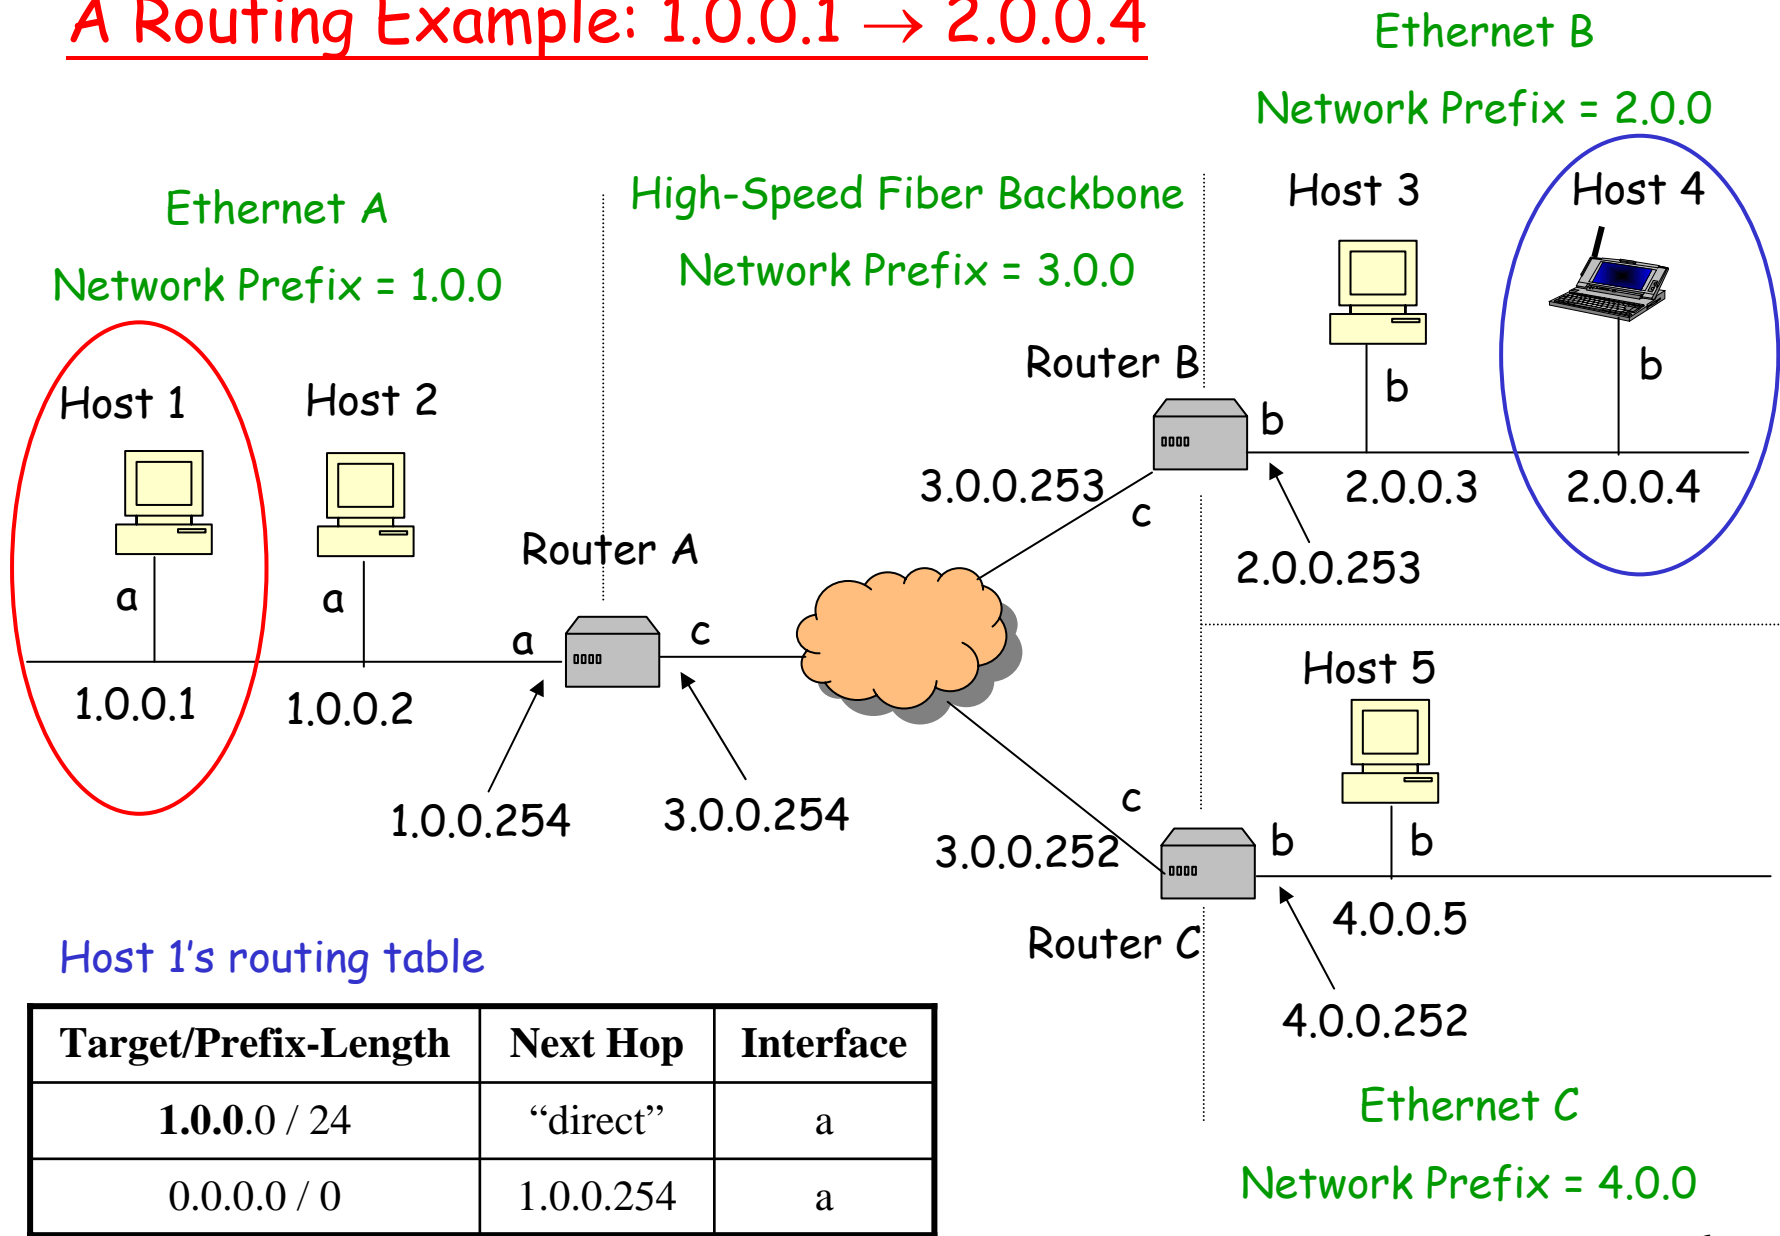 A Routing Example: 1.0.0.1 → 2.0.0.4
Ethernet B
Network Prefix = 2.0.0
Ethernet A
Network Prefix = 1.0.0
High-Speed Fiber Backbone
Network Prefix = 3.0.0
Host 3
Host 4
Router B
b
b
b
Host 1
Host 2
3.0.0.253
c
2.0.0.3
2.0.0.4
2.0.0.253
Router A
a
a
a
c
1.0.0.1
1.0.0.2
1.0.0.254
3.0.0.254
Host 5
c
3.0.0.252
b
b
4.0.0.5
Router C
4.0.0.252
Ethernet C
Network Prefix = 4.0.0
Host 1's routing table
Target/Prefix-Length Next Hop Interface
1.0.0.0 / 24 “direct” a
0.0.0.0 / 0 1.0.0.254 a